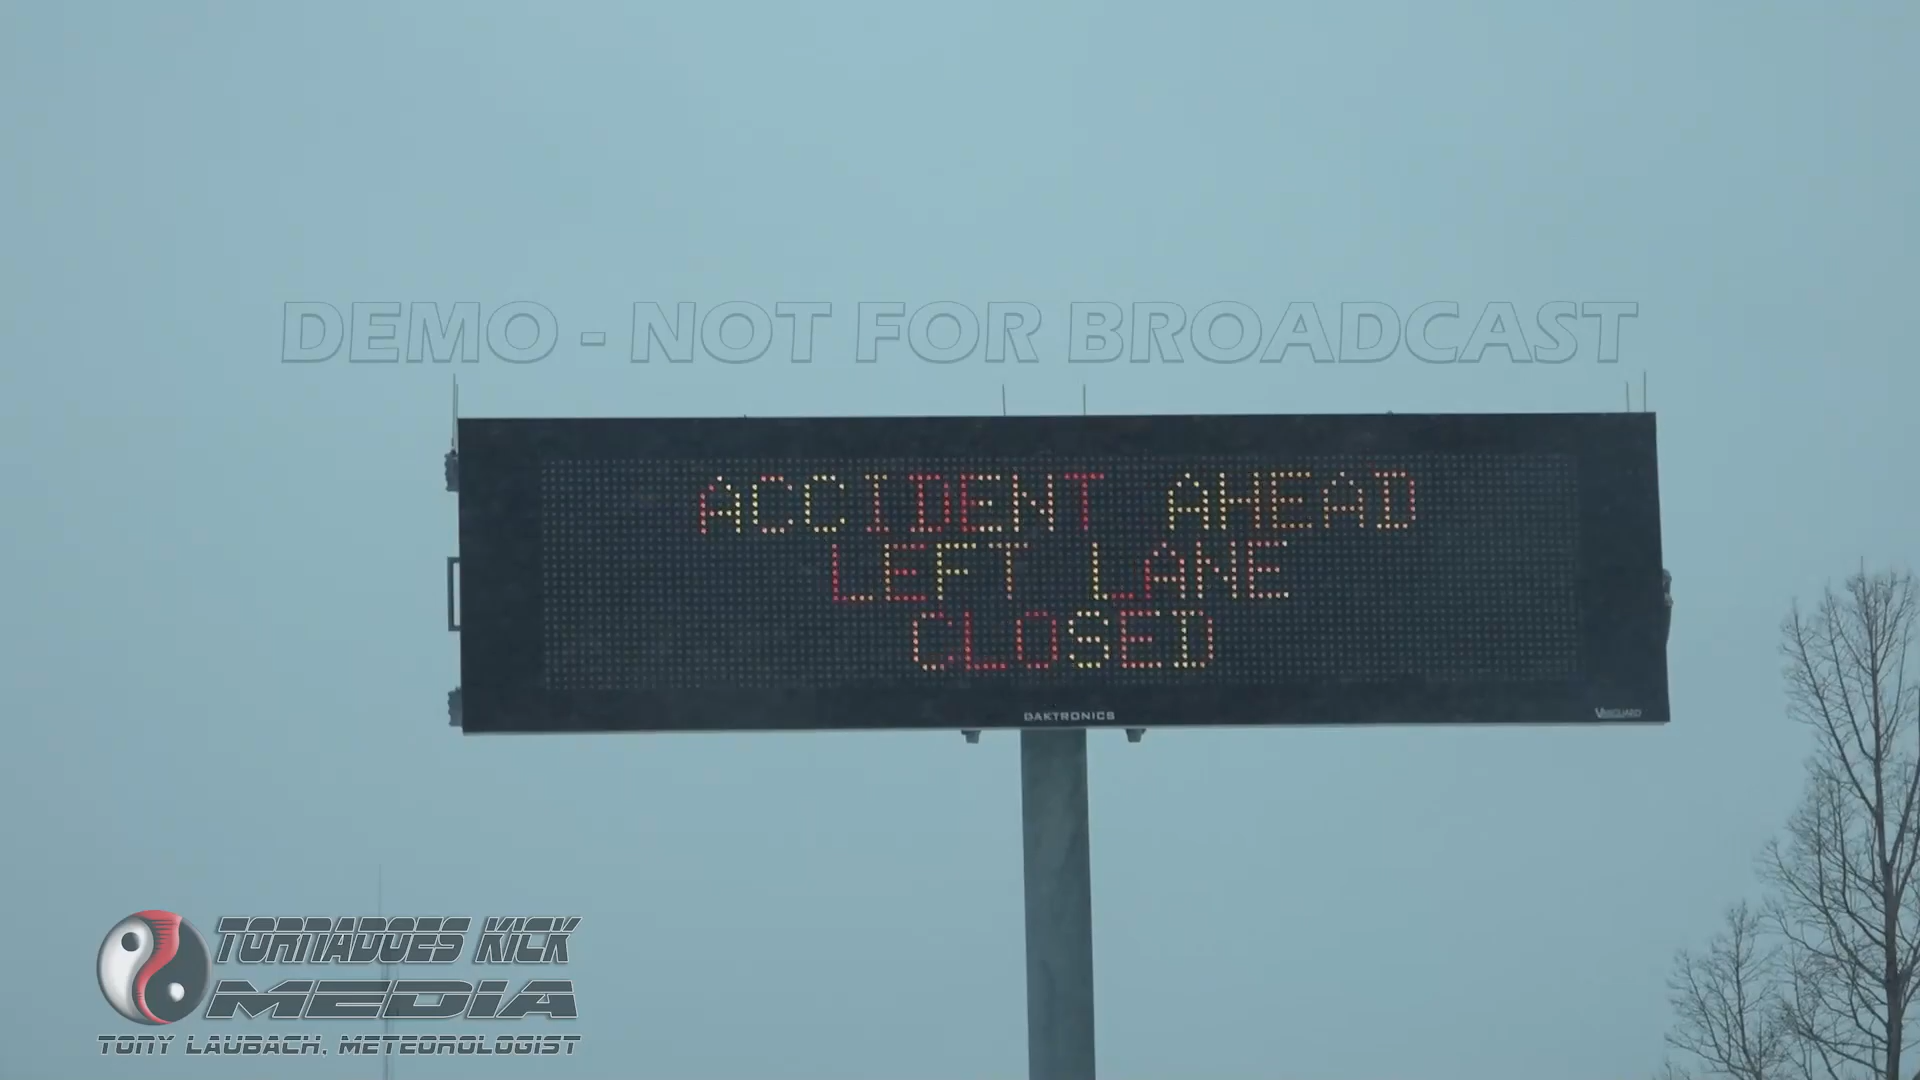 DEMO - NOT FOR BROADCAST
ACCIDENT AHEAD
LEFT LANE
CLOSED
DAKTRONICS
VANGUARD
TORNADOES KICK
MEDIA
TONY LAUBACH, METEOROLOGIST